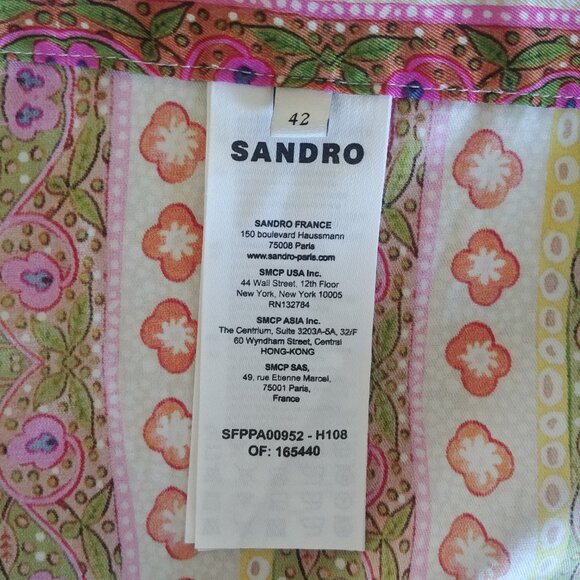 42
SANDRO
SANDRO FRANCE
150 boulevard Haussmann
75008 Paris
www.sandro-paris.com
SMCP USA Inc.
44 Wall Street, 12th Floor
New York, New York 10005
RN132784
SMCP ASIA Inc.
The Centrium, Suite 3203A-5A, 32/F
60 Wyndham Street, Central
HONG-KONG
SMCP SAS,
49, rue Etienne Marcel,
75001 Paris,
France
SFPPA00952 - H108
OF: 165440